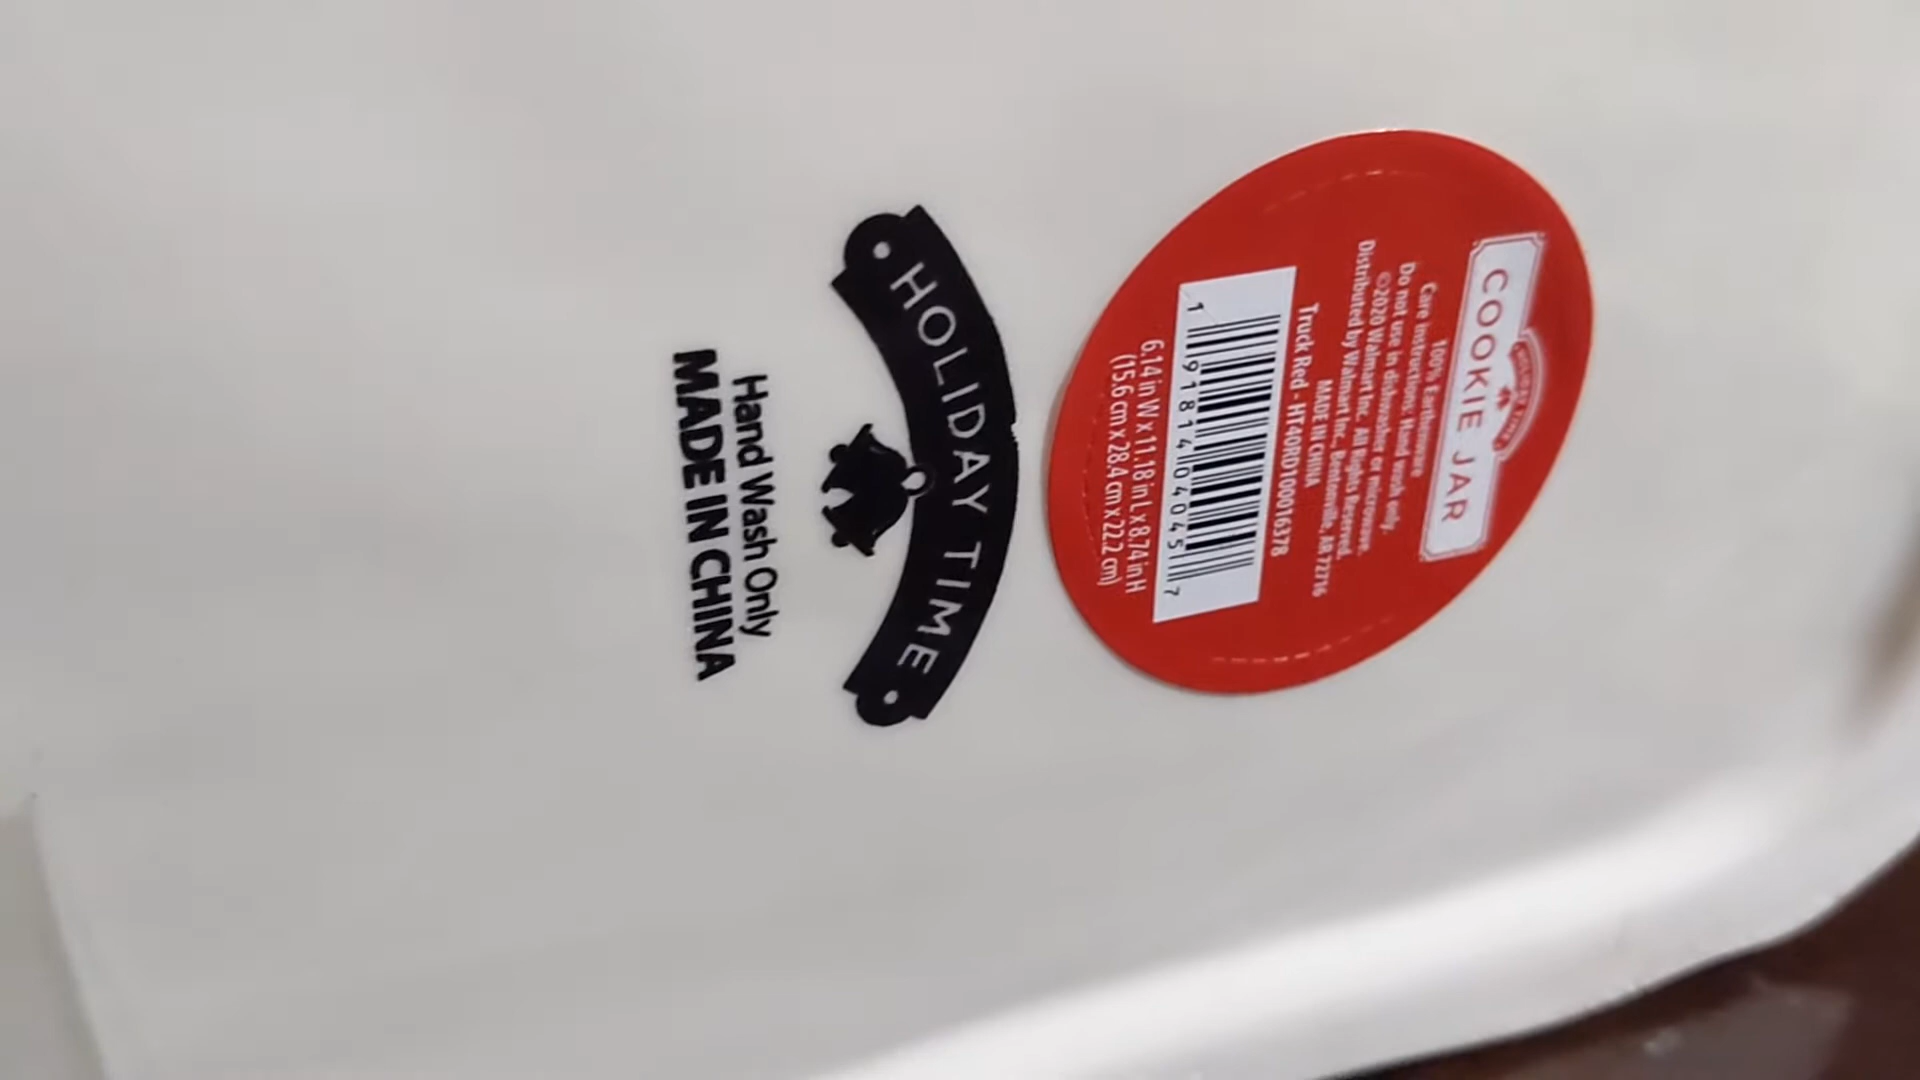 COOKIE JAR
100% Earthenware
Care instructions: Hand wash only.
Do not use in dishwasher or microwave.
©2020 Walmart Inc. All Rights Reserved.
Distributed by Walmart Inc., Bentonville, AR 72716
MADE IN CHINA
Truck Red - HT40RD10016378
1 91814 04045 7
6.14 in W x 11.18 in L x 8.74 in H
(15.6 cm x 28.4 cm x 22.2 cm)
HOLIDAY TIME
Hand Wash Only
MADE IN CHINA